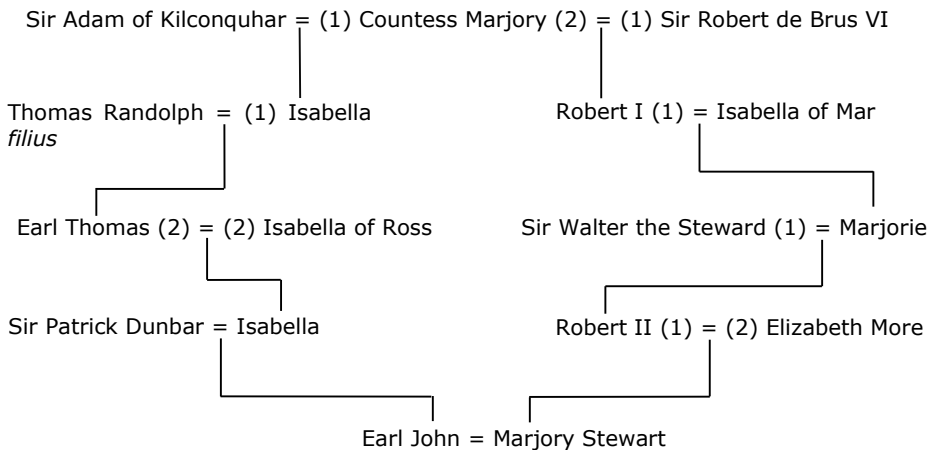 Sir Adam of Kilconquhar = (1) Countess Marjory (2) = (1) Sir Robert de Brus VI
Thomas Randolph = (1) Isabella
filius
Robert I (1) = Isabella of Mar
Earl Thomas (2) = (2) Isabella of Ross
Sir Walter the Steward (1) = Marjorie
Sir Patrick Dunbar = Isabella
Robert II (1) = (2) Elizabeth More
Earl John = Marjory Stewart